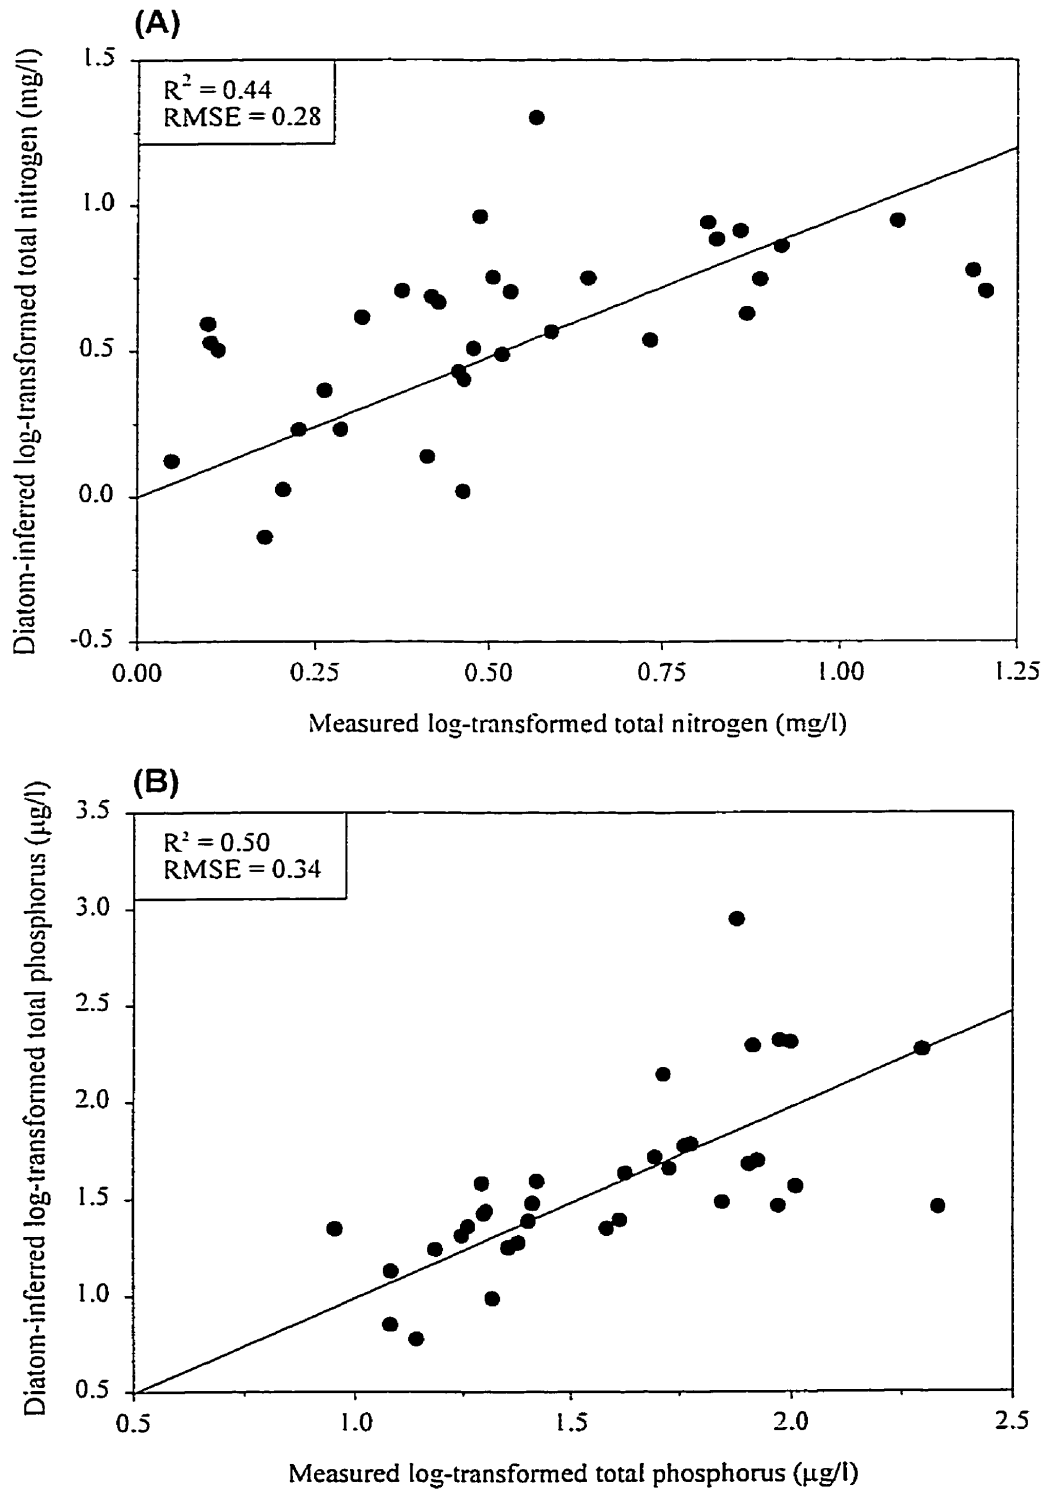 (A)
Diatom-inferred log-transformed total nitrogen (mg/l)
1.5
1.0
0.5
0.0
-0.5
R² = 0.44
RMSE = 0.28
0.00 0.25 0.50 0.75 1.00 1.25
Measured log-transformed total nitrogen (mg/l)
(B)
Diatom-inferred log-transformed total phosphorus (µg/l)
3.5
3.0
2.5
2.0
1.5
1.0
0.5
R² = 0.50
RMSE = 0.34
0.5 1.0 1.5 2.0 2.5
Measured log-transformed total phosphorus (µg/l)